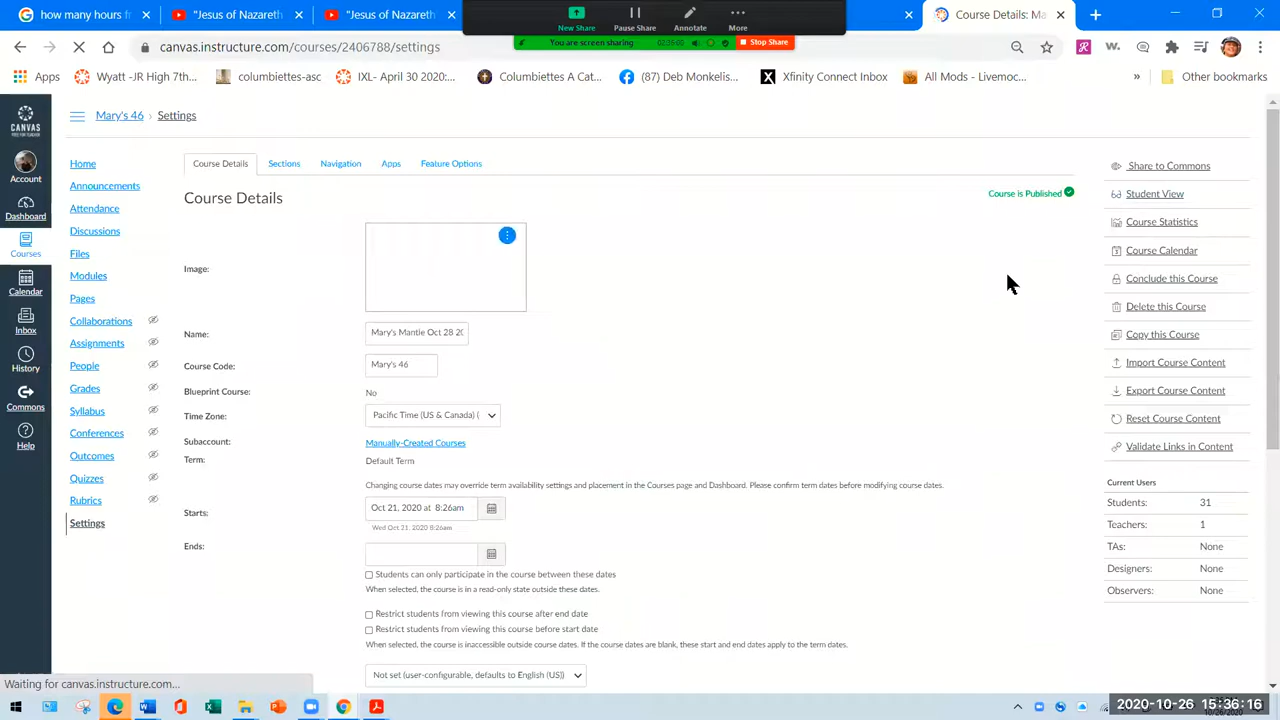 how many hours f
"Jesus of Nazareth
"Jesus of Nazareth
New Share
Pause Share
Annotate
More
Course Details: Ma
You are screen sharing
Stop Share
canvas.instructure.com/courses/2406788/settings
Apps
Wyatt -JR High 7th...
columbiettes-asc
IXL- April 30 2020:...
Columbiettes A Cat...
(87) Deb Monkelis...
Xfinity Connect Inbox
All Mods - Livemoc...
»
Other bookmarks
CANVAS
Account
Dashboard
Courses
Calendar
Inbox
History
Commons
Help
Mary's 46 › Settings
Home
Announcements
Attendance
Discussions
Files
Modules
Pages
Collaborations
Assignments
People
Grades
Syllabus
Conferences
Outcomes
Quizzes
Rubrics
Settings
Course Details
Sections
Navigation
Apps
Feature Options
Course Details
Course is Published
Image:
Name:
Mary's Mantle Oct 28 20
Course Code:
Mary's 46
Blueprint Course:
No
Time Zone:
Pacific Time (US & Canada) (
Subaccount:
Manually-Created Courses
Term:
Default Term
Changing course dates may override term availability settings and placement in the Courses page and Dashboard. Please confirm term dates before modifying course dates.
Starts:
Oct 21, 2020 at 8:26am
Wed Oct 21, 2020 8:26am
Ends:
Students can only participate in the course between these dates
When selected, the course is in a read-only state outside these dates.
Restrict students from viewing this course after end date
Restrict students from viewing this course before start date
When selected, the course is inaccessible outside course dates. If the course dates are blank, these start and end dates apply to the term dates.
Not set (user-configurable, defaults to English (US))
Share to Commons
Student View
Course Statistics
Course Calendar
Conclude this Course
Delete this Course
Copy this Course
Import Course Content
Export Course Content
Reset Course Content
Validate Links in Content
Current Users
Students: 31
Teachers: 1
TAs: None
Designers: None
Observers: None
Waiting for canvas.instructure.com...
2020-10-26 15:36:16